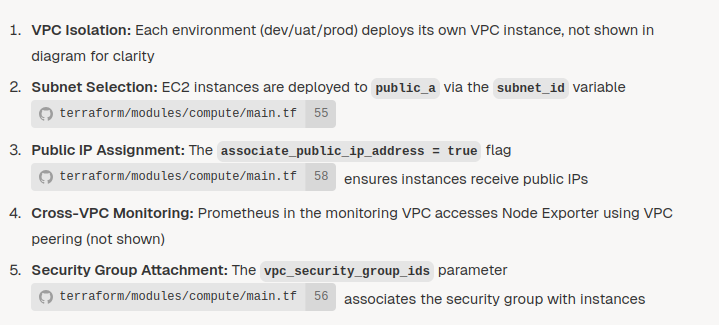 1. VPC Isolation: Each environment (dev/uat/prod) deploys its own VPC instance, not shown in
diagram for clarity
2. Subnet Selection: EC2 instances are deployed to public_a via the subnet_id variable
terraform/modules/compute/main.tf 55
3. Public IP Assignment: The associate_public_ip_address = true flag
terraform/modules/compute/main.tf 58 ensures instances receive public IPs
4. Cross-VPC Monitoring: Prometheus in the monitoring VPC accesses Node Exporter using VPC
peering (not shown)
5. Security Group Attachment: The vpc_security_group_ids parameter
terraform/modules/compute/main.tf 56 associates the security group with instances